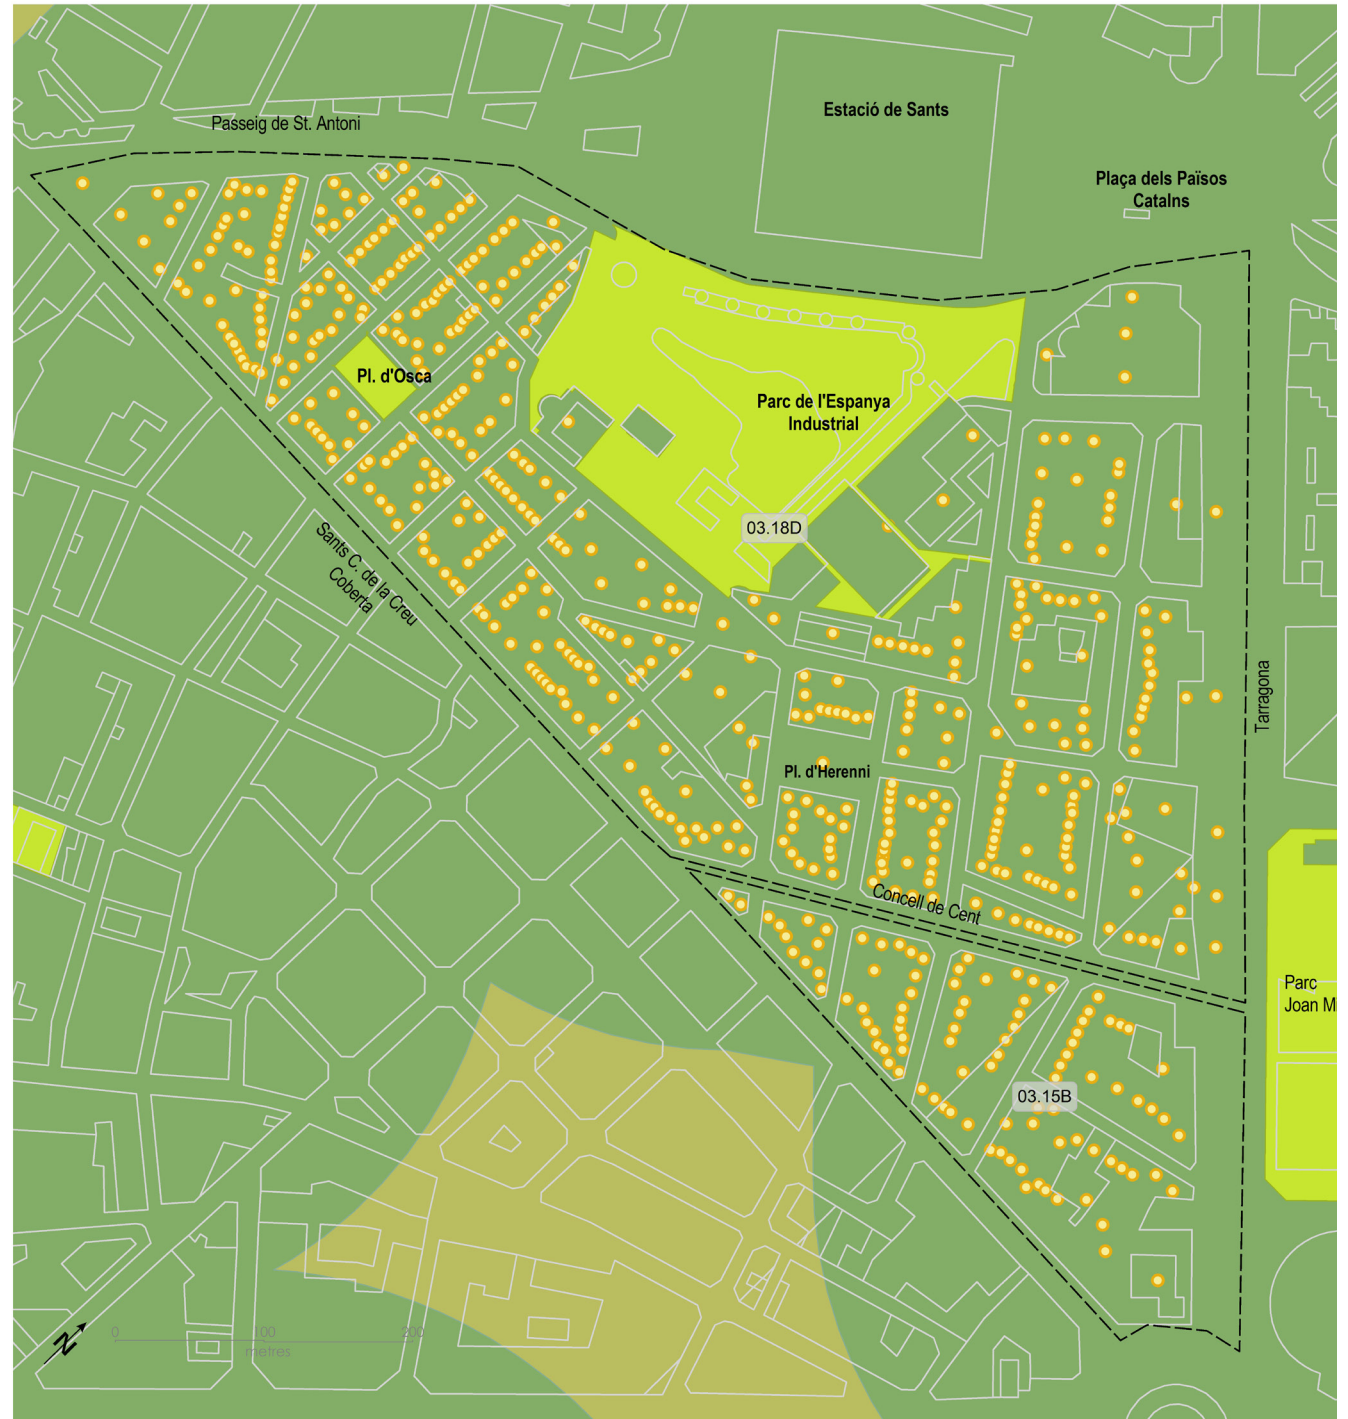 Estació de Sants
Passeig de St. Antoni
Plaça dels Països
Catalns
Pl. d'Osca
Parc de l'Espanya
Industrial
03.18D
Sants C. de la Creu
Coberta
Tarragona
Pl. d'Herenni
Concell de Cent
Parc
Joan M
03.15B
N
0 100 200
metres